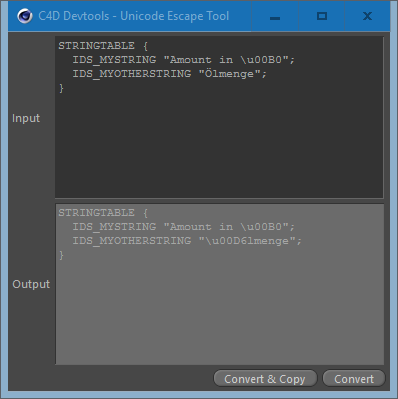 C4D Devtools - Unicode Escape Tool
Input
STRINGTABLE {
  IDS_MYSTRING "Amount in \u00B0";
  IDS_MYOTHERSTRING "Ölmenge";
}
Output
STRINGTABLE {
  IDS_MYSTRING "Amount in \u00B0";
  IDS_MYOTHERSTRING "\u00D6lmenge";
}
Convert & Copy
Convert